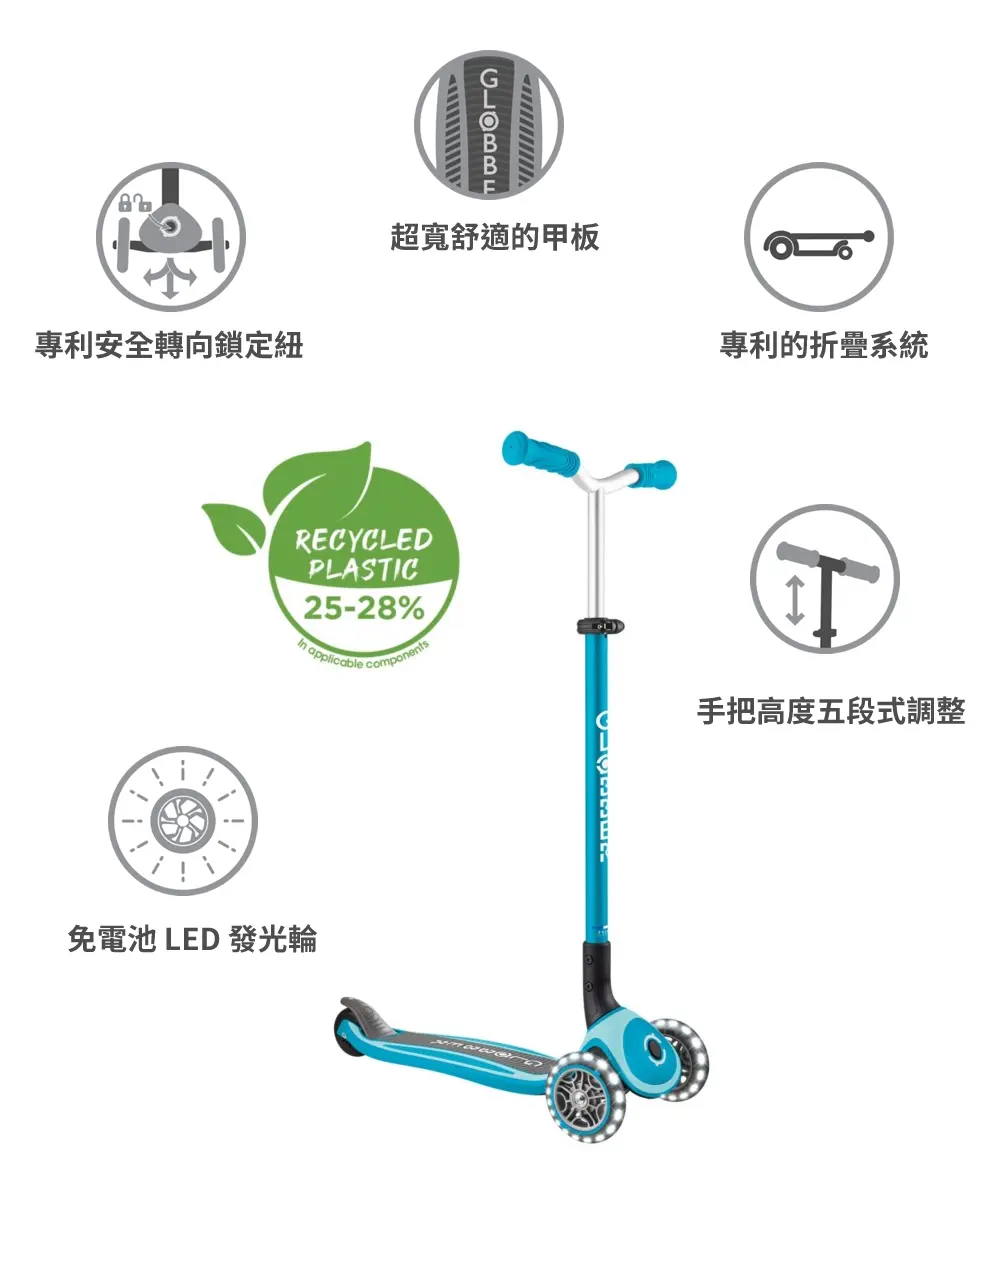 GLOBBE
超寬舒適的甲板
專利安全轉向鎖定紐
專利的折疊系統
RECYCLED
PLASTIC
25-28%
In applicable components
手把高度五段式調整
GLOBBER
免電池 LED 發光輪